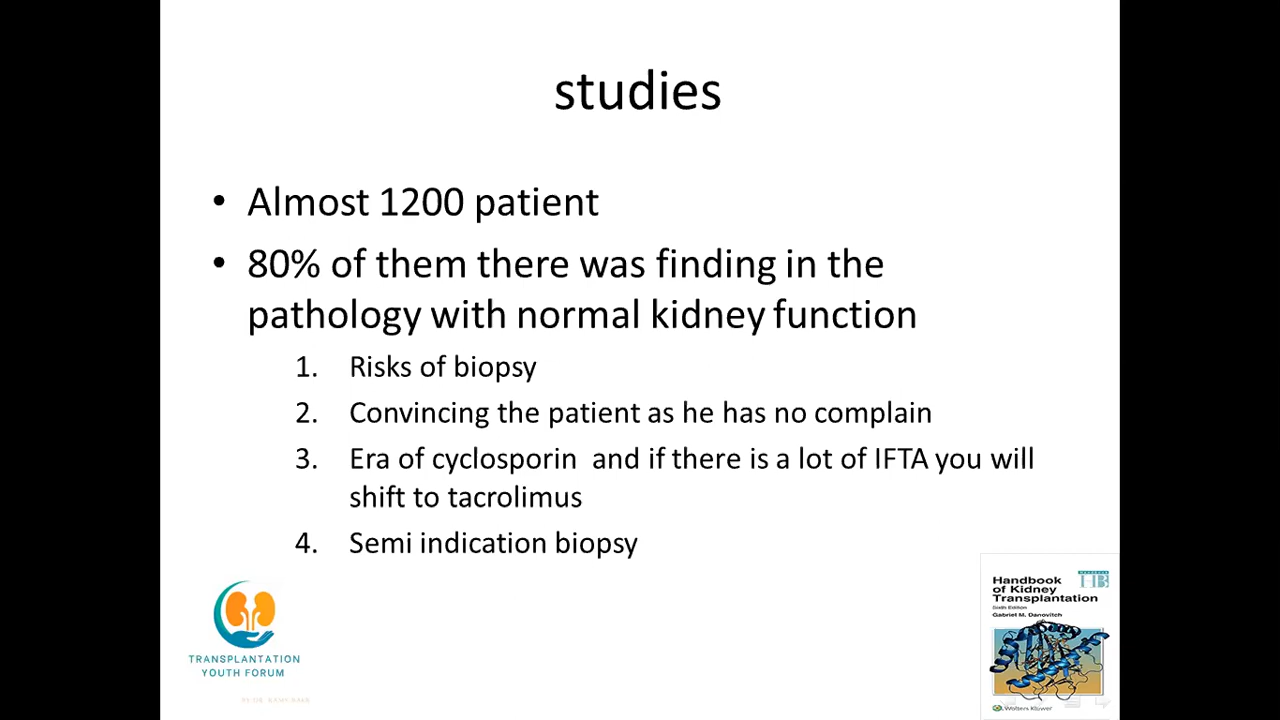 studies
• Almost 1200 patient
• 80% of them there was finding in the
pathology with normal kidney function
1. Risks of biopsy
2. Convincing the patient as he has no complain
3. Era of cyclosporin and if there is a lot of IFTA you will
shift to tacrolimus
4. Semi indication biopsy
TRANSPLANTATION
YOUTH FORUM
Handbook
of Kidney
Transplantation
Sixth Edition
Gabriel M. Danovitch
Wolters Kluwer